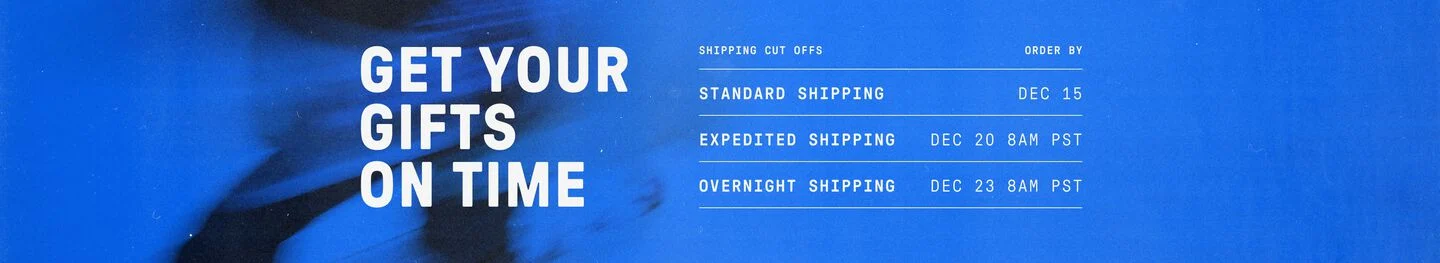 GET YOUR
GIFTS
ON TIME
SHIPPING CUT OFFS ORDER BY
STANDARD SHIPPING DEC 15
EXPEDITED SHIPPING DEC 20 8AM PST
OVERNIGHT SHIPPING DEC 23 8AM PST